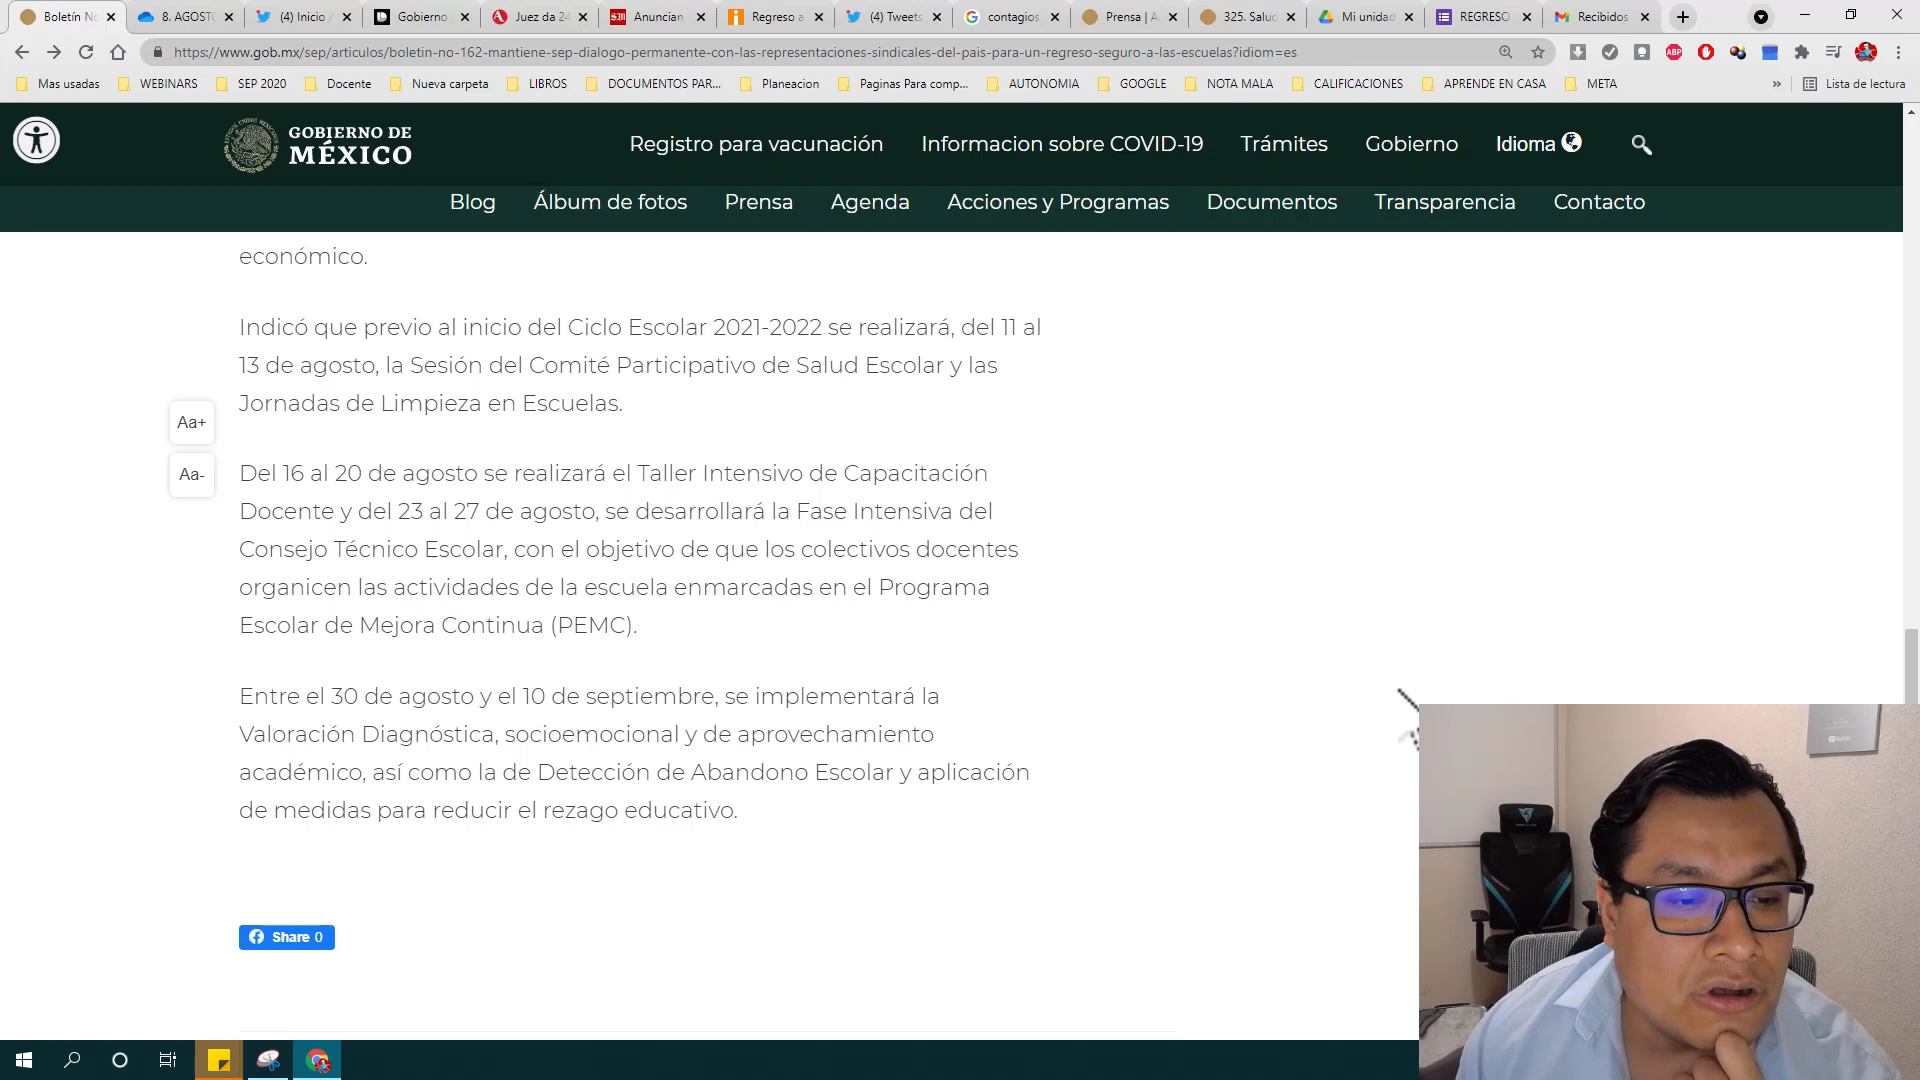 Boletín No
8. AGOST
(4) Inicio /
Gobierno
Juez da 24
Anuncian
Regreso a
(4) Tweets
contagios
Prensa | A
325. Salud
Mi unidad
REGRESO
Recibidos
https://www.gob.mx/sep/articulos/boletin-no-162-mantiene-sep-dialogo-permanente-con-las-representaciones-sindicales-del-pais-para-un-regreso-seguro-a-las-escuelas?idiom=es
Mas usadas
WEBINARS
SEP 2020
Docente
Nueva carpeta
LIBROS
DOCUMENTOS PAR...
Planeacion
Paginas Para comp...
AUTONOMIA
GOOGLE
NOTA MALA
CALIFICACIONES
APRENDE EN CASA
META
»
Lista de lectura
GOBIERNO DE
MÉXICO
Registro para vacunación
Informacion sobre COVID-19
Trámites
Gobierno
Idioma
Blog
Álbum de fotos
Prensa
Agenda
Acciones y Programas
Documentos
Transparencia
Contacto
económico.
Indicó que previo al inicio del Ciclo Escolar 2021-2022 se realizará, del 11 al
13 de agosto, la Sesión del Comité Participativo de Salud Escolar y las
Jornadas de Limpieza en Escuelas.
Aa+
Aa-
Del 16 al 20 de agosto se realizará el Taller Intensivo de Capacitación
Docente y del 23 al 27 de agosto, se desarrollará la Fase Intensiva del
Consejo Técnico Escolar, con el objetivo de que los colectivos docentes
organicen las actividades de la escuela enmarcadas en el Programa
Escolar de Mejora Continua (PEMC).
Entre el 30 de agosto y el 10 de septiembre, se implementará la
Valoración Diagnóstica, socioemocional y de aprovechamiento
académico, así como la de Detección de Abandono Escolar y aplicación
de medidas para reducir el rezago educativo.
Share 0